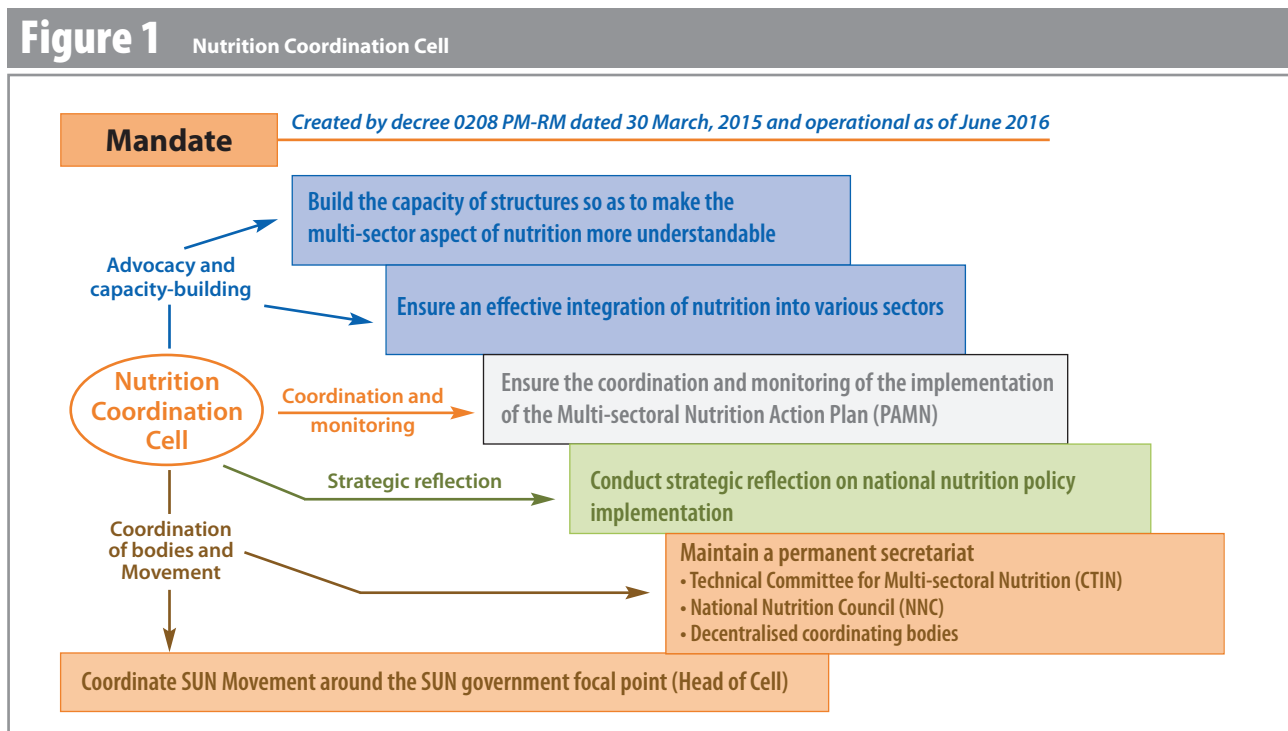 Figure 1 Nutrition Coordination Cell
Mandate
Created by decree 0208 PM-RM dated 30 March, 2015 and operational as of June 2016
Build the capacity of structures so as to make the
multi-sector aspect of nutrition more understandable
Advocacy and
capacity-building
Ensure an effective integration of nutrition into various sectors
Nutrition
Coordination
Cell
Coordination and
monitoring
Ensure the coordination and monitoring of the implementation
of the Multi-sectoral Nutrition Action Plan (PAMN)
Strategic reflection
Conduct strategic reflection on national nutrition policy
implementation
Coordination
of bodies and
Movement
Maintain a permanent secretariat
• Technical Committee for Multi-sectoral Nutrition (CTIN)
• National Nutrition Council (NNC)
• Decentralised coordinating bodies
Coordinate SUN Movement around the SUN government focal point (Head of Cell)